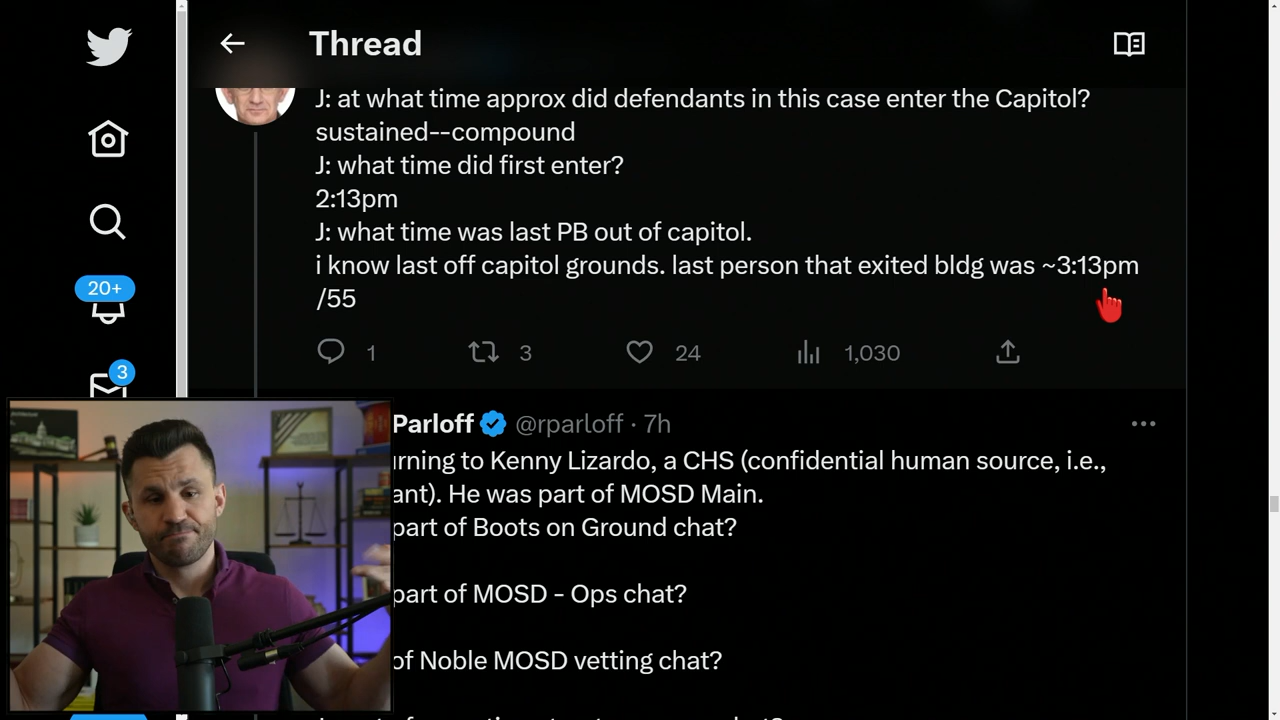 Thread
J: at what time approx did defendants in this case enter the Capitol?
sustained--compound
J: what time did first enter?
2:13pm
J: what time was last PB out of capitol.
i know last off capitol grounds. last person that exited bldg was ~3:13pm
/55
20+
1
3
24
1,030
3
Parloff @rparloff · 7h
rning to Kenny Lizardo, a CHS (confidential human source, i.e.,
ant). He was part of MOSD Main.
part of Boots on Ground chat?
part of MOSD - Ops chat?
of Noble MOSD vetting chat?